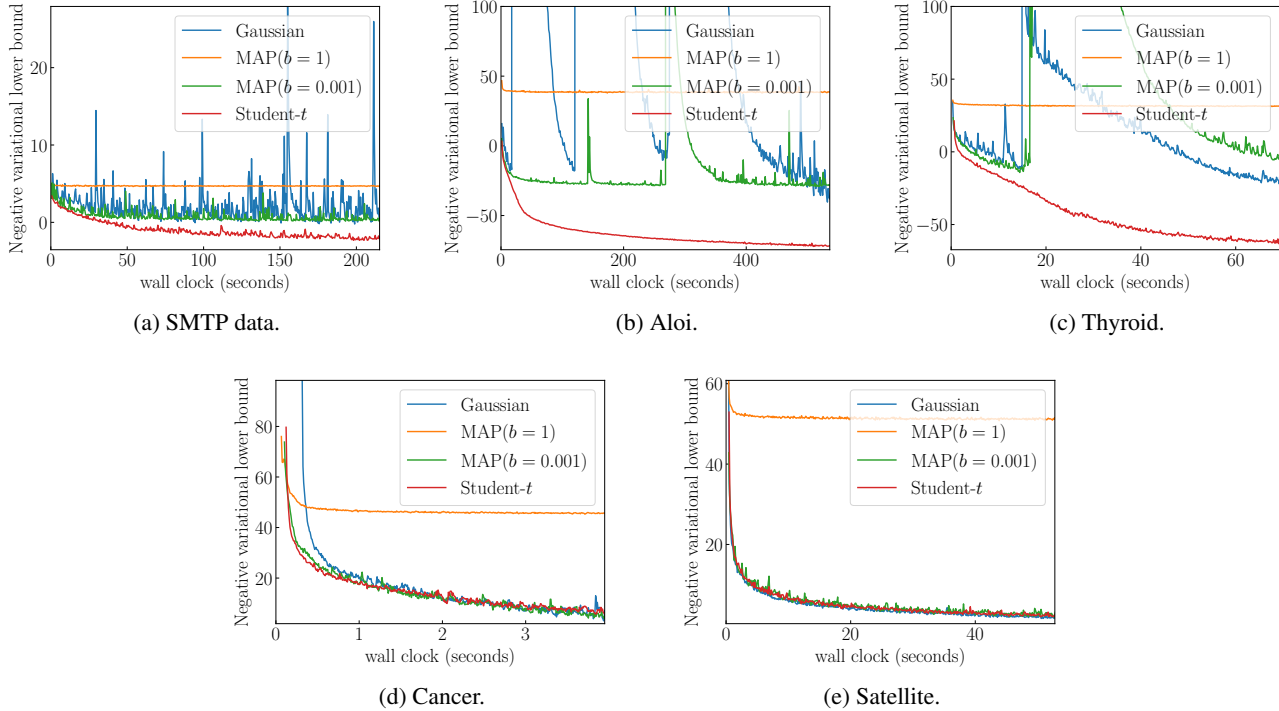 Negative variational lower bound
20
10
0
Gaussian
MAP(b = 1)
MAP(b = 0.001)
Student-t
0 50 100 150 200
wall clock (seconds)
(a) SMTP data.
Negative variational lower bound
100
50
0
−50
Gaussian
MAP(b = 1)
MAP(b = 0.001)
Student-t
0 200 400
wall clock (seconds)
(b) Aloi.
Negative variational lower bound
100
50
0
−50
Gaussian
MAP(b = 1)
MAP(b = 0.001)
Student-t
0 20 40 60
wall clock (seconds)
(c) Thyroid.
Negative variational lower bound
80
60
40
20
Gaussian
MAP(b = 1)
MAP(b = 0.001)
Student-t
0 1 2 3
wall clock (seconds)
(d) Cancer.
Negative variational lower bound
60
40
20
Gaussian
MAP(b = 1)
MAP(b = 0.001)
Student-t
0 20 40
wall clock (seconds)
(e) Satellite.